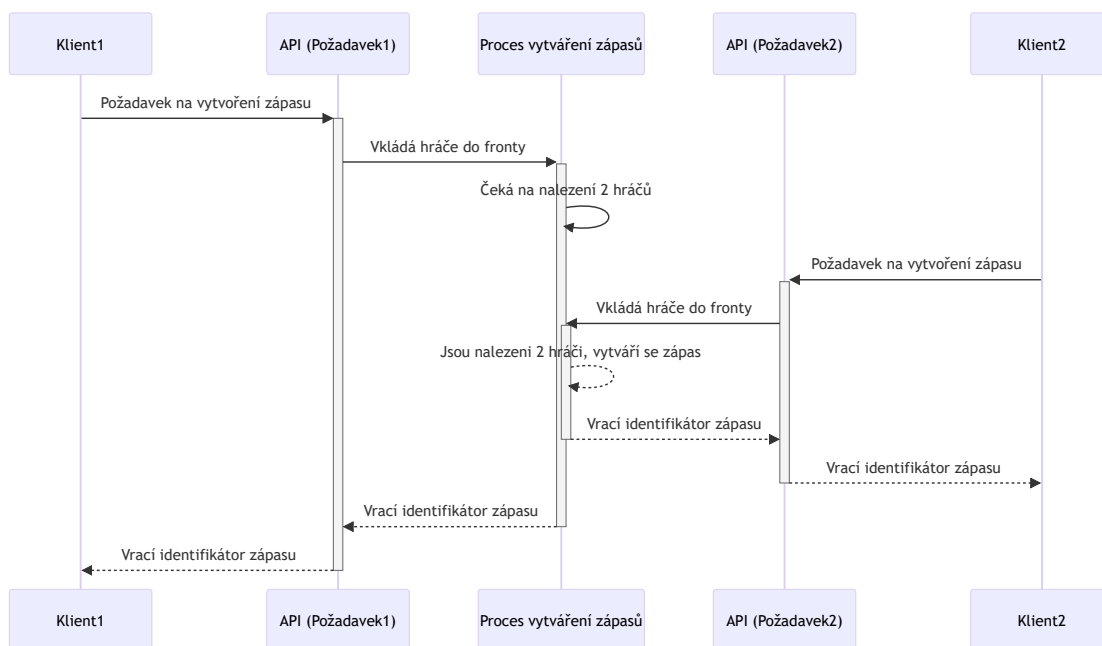 Klient1
API (Požadavek1)
Proces vytváření zápasů
API (Požadavek2)
Klient2
Požadavek na vytvoření zápasu
Vkládá hráče do fronty
Čeká na nalezení 2 hráčů
Požadavek na vytvoření zápasu
Vkládá hráče do fronty
Jsou nalezeni 2 hráči, vytváří se zápas
Vrací identifikátor zápasu
Vrací identifikátor zápasu
Vrací identifikátor zápasu
Vrací identifikátor zápasu
Klient1
API (Požadavek1)
Proces vytváření zápasů
API (Požadavek2)
Klient2